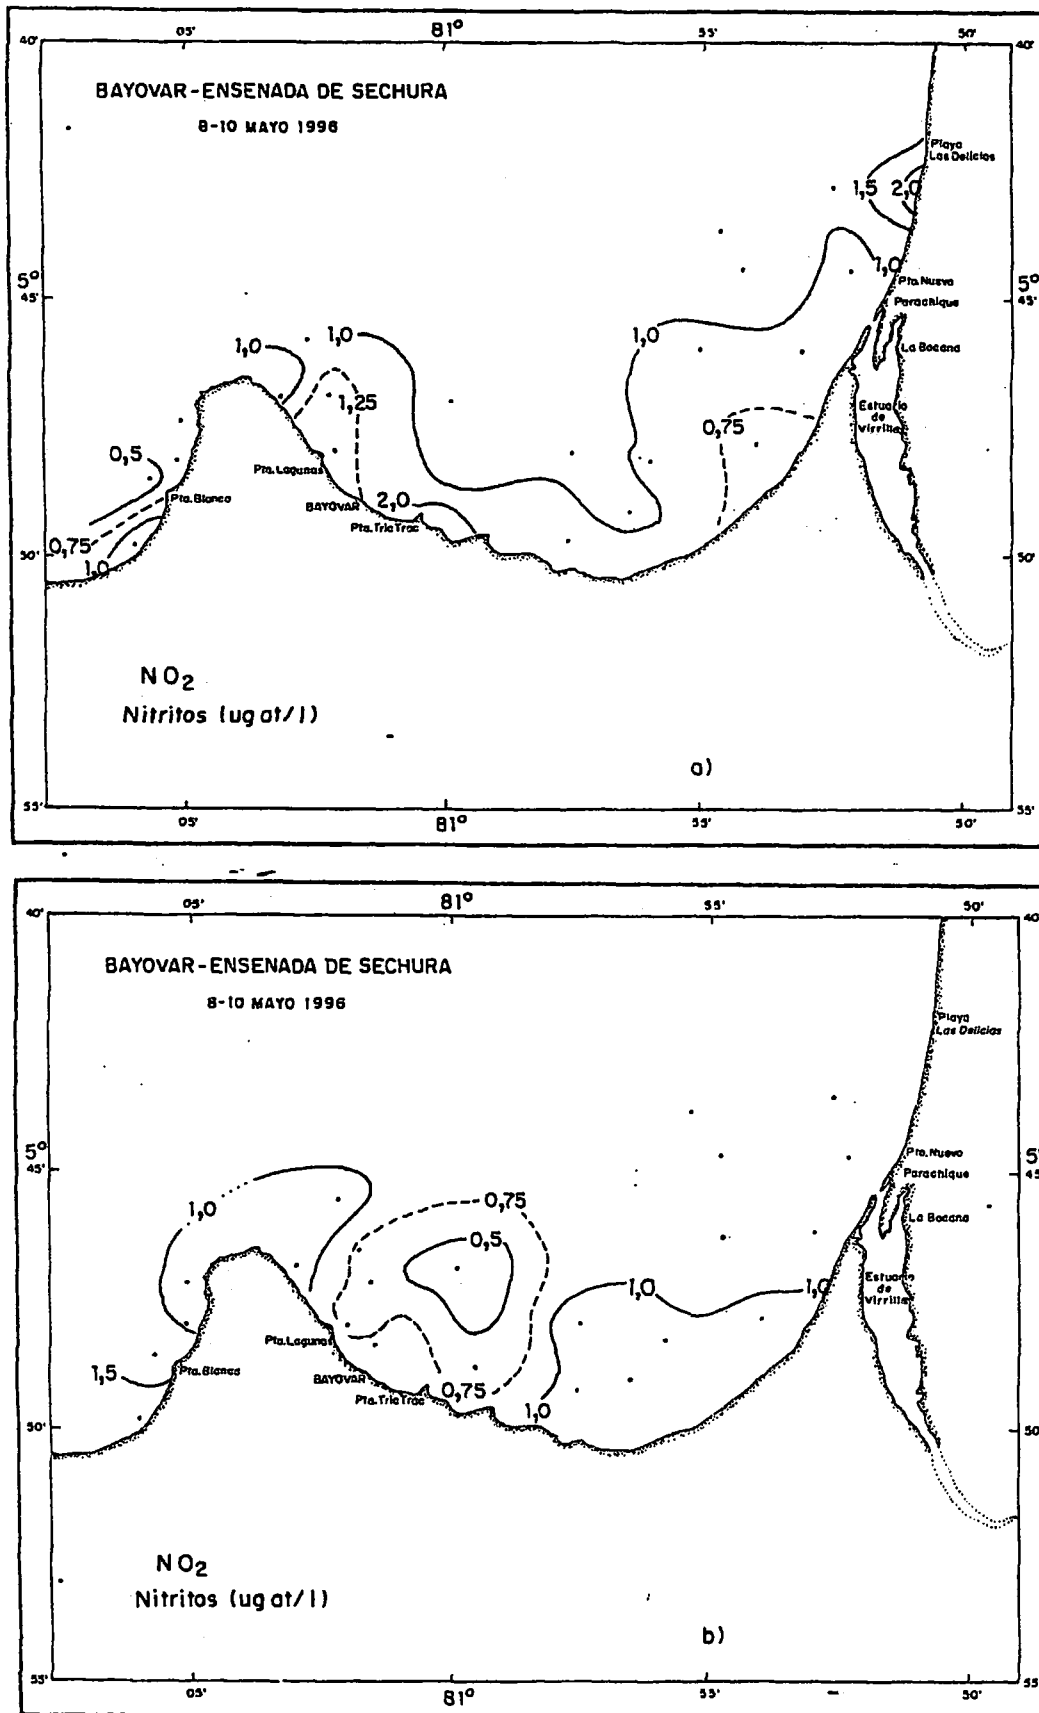 05' 81° 55' 50'
40' 40'
BAYOVAR-ENSENADA DE SECHURA
8-10 MAYO 1996
Playa
Las Delicias
1,5 2,0
1,0
5° 5°
45' 45'
Pto. Nuevo
Parachique
1,0 1,0 1,0
La Bocana
1,25
Estuario
de
Virrilla
0,75
0,5
Pta. Lagunas
Pta. Blanca
BAYOVAR 2,0
Pta. Tric Trac
0,75
50' 50'
1,0
NO2
Nitritos (ug at/l)
a)
55' 55'
05' 81° 55' 50'
05' 81° 55' 50'
40' 40'
BAYOVAR-ENSENADA DE SECHURA
8-10 MAYO 1996
Playa
Las Delicias
5° 5°
45' 45'
Pto. Nuevo
Parachique
1,0 0,75
La Bocana
0,5
Estuario
de
Virrilla
1,0 1,0
Pta. Lagunas
1,5 Pta. Blanca
BAYOVAR
Pta. Tric Trac 0,75
1,0
50' 50'
NO2
Nitritos (ug at/l)
b)
55' 55'
05' 81° 55' 50'